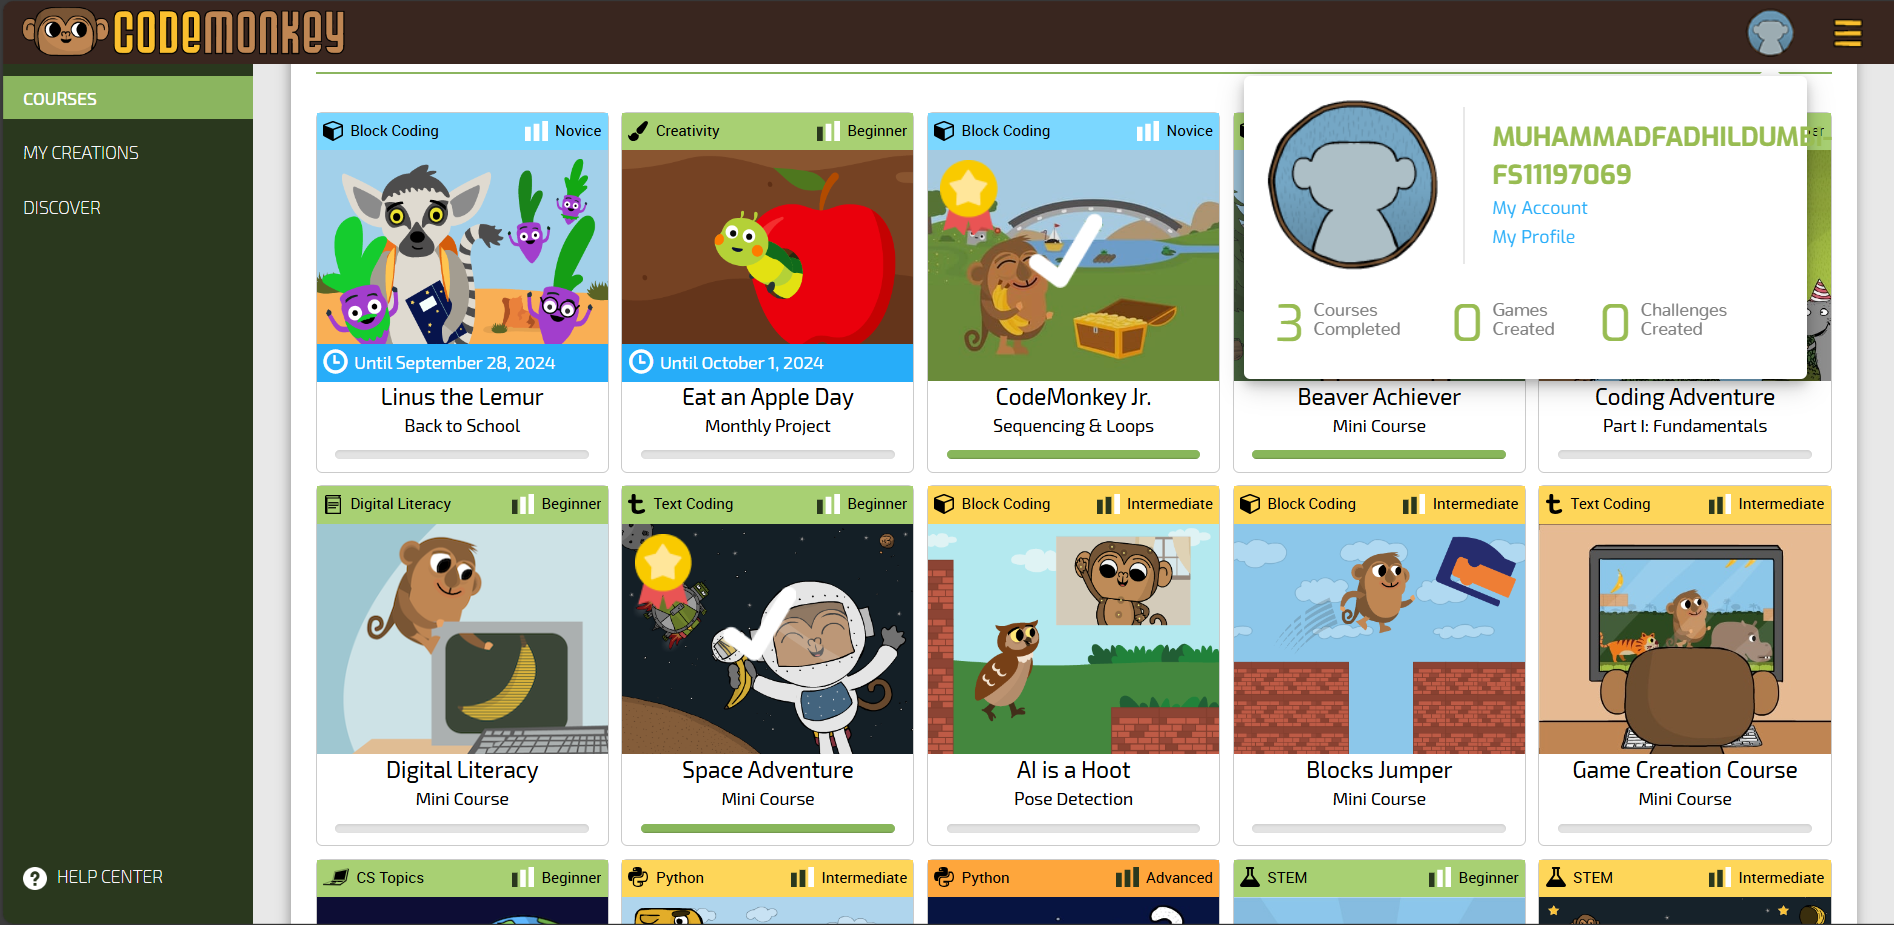 CODEMONKEY
COURSES
MY CREATIONS
DISCOVER
HELP CENTER
MUHAMMADFADHILDUMBE
FS11197069
My Account
My Profile
3 Courses Completed
0 Games Created
0 Challenges Created
Block Coding Novice
Until September 28, 2024
Linus the Lemur
Back to School
Creativity Beginner
Until October 1, 2024
Eat an Apple Day
Monthly Project
Block Coding Novice
CodeMonkey Jr.
Sequencing & Loops
Beaver Achiever
Mini Course
Coding Adventure
Part I: Fundamentals
Digital Literacy Beginner
Digital Literacy
Mini Course
Text Coding Beginner
Space Adventure
Mini Course
Block Coding Intermediate
AI is a Hoot
Pose Detection
Block Coding Intermediate
Blocks Jumper
Mini Course
Text Coding Intermediate
Game Creation Course
Mini Course
CS Topics Beginner
Python Intermediate
Python Advanced
STEM Beginner
STEM Intermediate